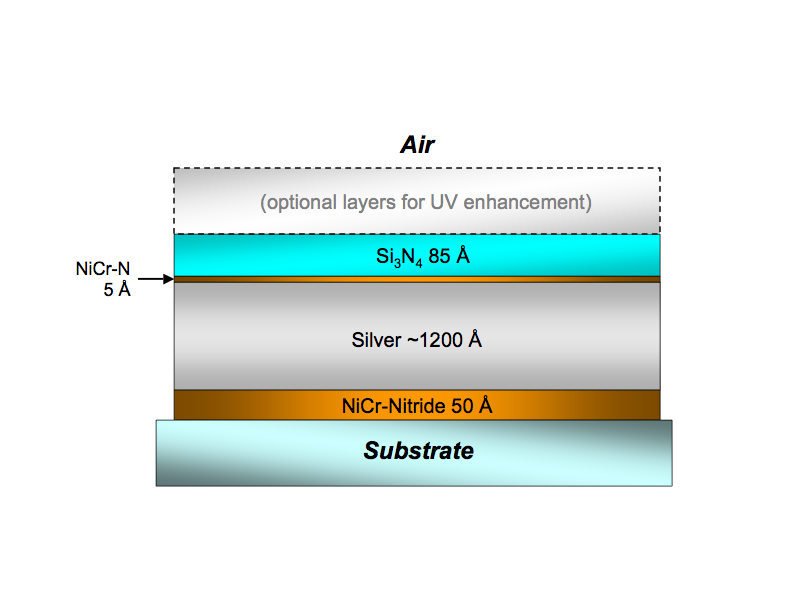 Air
(optional layers for UV enhancement)
Si₃N₄ 85 Å
NiCr-N
5 Å
Silver ~1200 Å
NiCr-Nitride 50 Å
Substrate